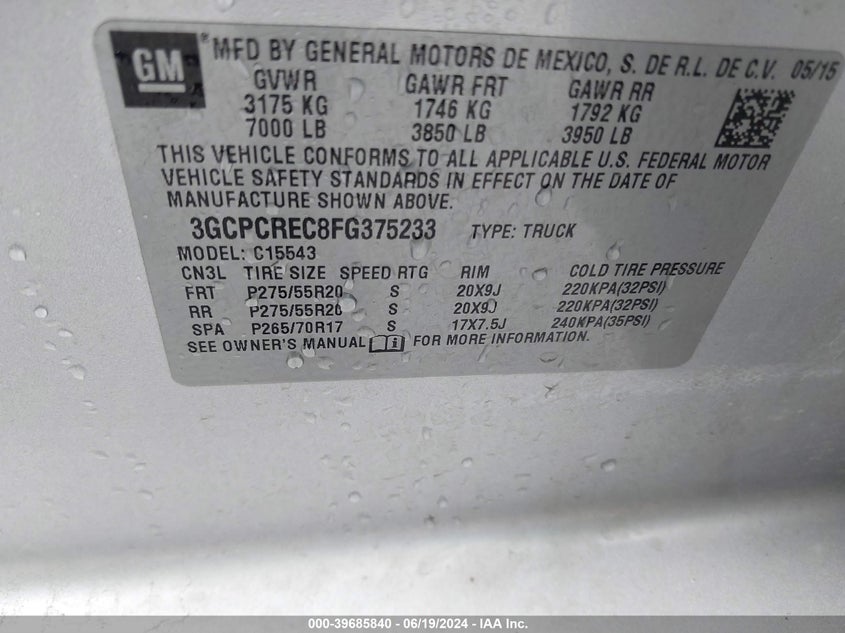 GM ® MFD BY GENERAL MOTORS DE MEXICO, S. DE R.L. DE C.V. 05/15
GVWR GAWR FRT GAWR RR
3175 KG 1746 KG 1792 KG
7000 LB 3850 LB 3950 LB
THIS VEHICLE CONFORMS TO ALL APPLICABLE U.S. FEDERAL MOTOR
VEHICLE SAFETY STANDARDS IN EFFECT ON THE DATE OF
MANUFACTURE SHOWN ABOVE.
3GCPCREC8FG375233 TYPE: TRUCK
MODEL: C15543
CN3L TIRE SIZE SPEED RTG RIM COLD TIRE PRESSURE
FRT P275/55R20 S 20X9J 220KPA(32PSI)
RR P275/55R20 S 20X9J 220KPA(32PSI)
SPA P265/70R17 S 17X7.5J 240KPA(35PSI)
SEE OWNER'S MANUAL i FOR MORE INFORMATION.
000-39685840 - 06/19/2024 - IAA Inc.